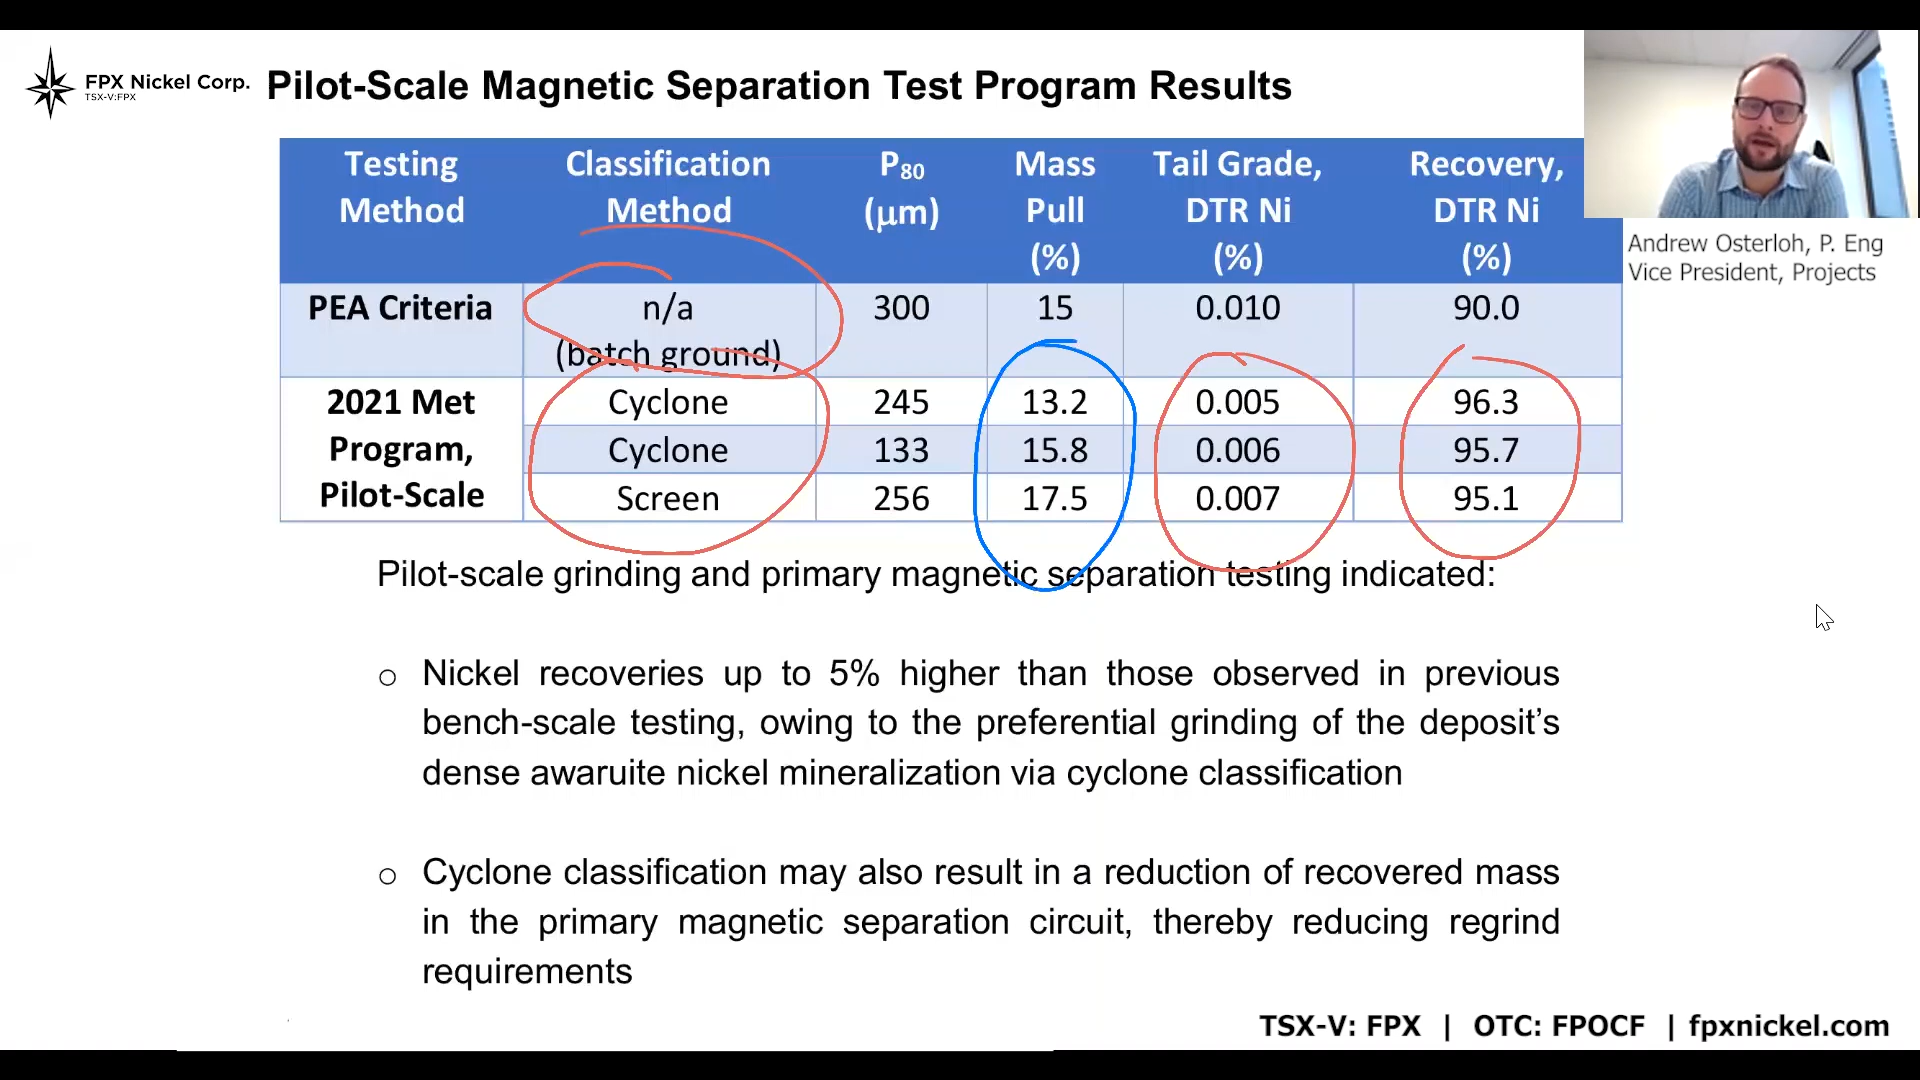 FPX Nickel Corp.
TSX-V:FPX
Pilot-Scale Magnetic Separation Test Program Results
Testing Method Classification Method P80 (μm) Mass Pull (%) Tail Grade, DTR Ni (%) Recovery, DTR Ni (%)
PEA Criteria n/a (batch ground) 300 15 0.010 90.0
2021 Met Program, Pilot-Scale Cyclone 245 13.2 0.005 96.3
Cyclone 133 15.8 0.006 95.7
Screen 256 17.5 0.007 95.1
Andrew Osterloh, P. Eng
Vice President, Projects
Pilot-scale grinding and primary magnetic separation testing indicated:
o Nickel recoveries up to 5% higher than those observed in previous
bench-scale testing, owing to the preferential grinding of the deposit’s
dense awaruite nickel mineralization via cyclone classification
o Cyclone classification may also result in a reduction of recovered mass
in the primary magnetic separation circuit, thereby reducing regrind
requirements
TSX-V: FPX | OTC: FPOCF | fpxnickel.com